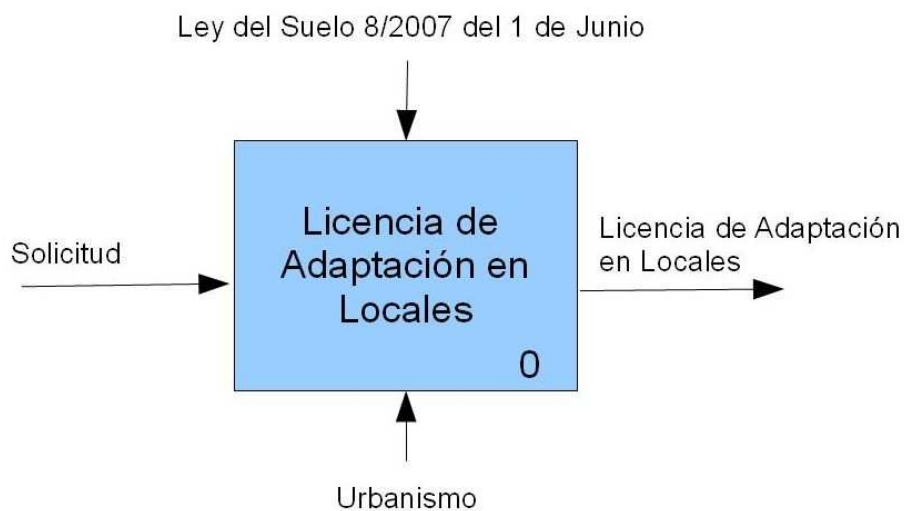 Ley del Suelo 8/2007 del 1 de Junio
Solicitud
Licencia de
Adaptación en
Locales
0
Licencia de Adaptación
en Locales
Urbanismo